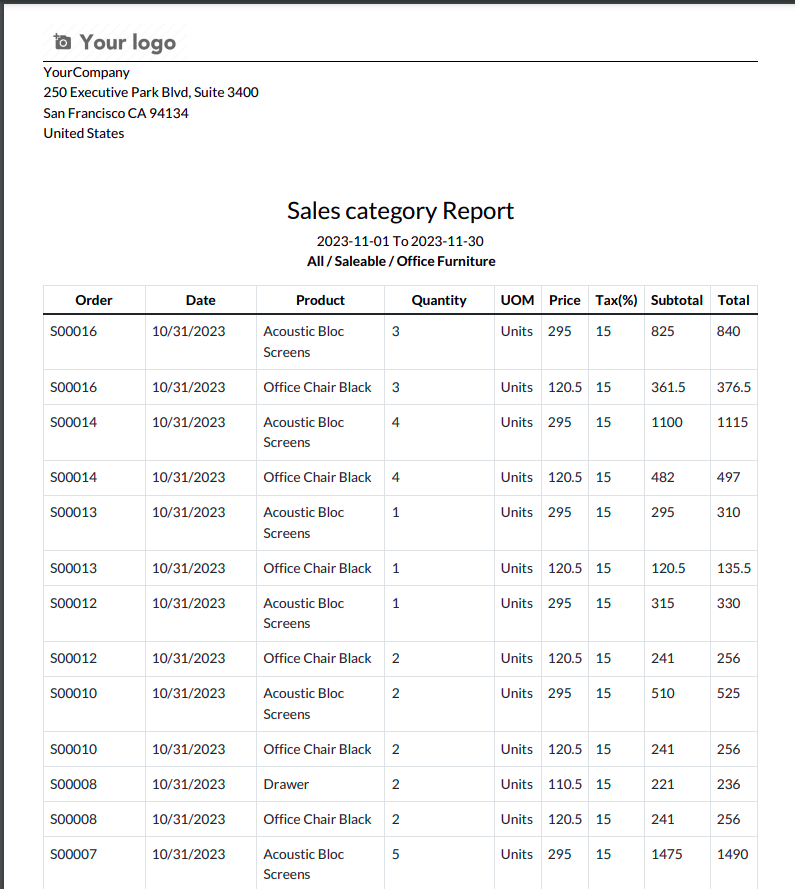 Your logo
YourCompany
250 Executive Park Blvd, Suite 3400
San Francisco CA 94134
United States
Sales category Report
2023-11-01 To 2023-11-30
All / Saleable / Office Furniture
Order Date Product Quantity UOM Price Tax(%) Subtotal Total
S00016 10/31/2023 Acoustic Bloc 3 Units 295 15 825 840
Screens
S00016 10/31/2023 Office Chair Black 3 Units 120.5 15 361.5 376.5
S00014 10/31/2023 Acoustic Bloc 4 Units 295 15 1100 1115
Screens
S00014 10/31/2023 Office Chair Black 4 Units 120.5 15 482 497
S00013 10/31/2023 Acoustic Bloc 1 Units 295 15 295 310
Screens
S00013 10/31/2023 Office Chair Black 1 Units 120.5 15 120.5 135.5
S00012 10/31/2023 Acoustic Bloc 1 Units 295 15 315 330
Screens
S00012 10/31/2023 Office Chair Black 2 Units 120.5 15 241 256
S00010 10/31/2023 Acoustic Bloc 2 Units 295 15 510 525
Screens
S00010 10/31/2023 Office Chair Black 2 Units 120.5 15 241 256
S00008 10/31/2023 Drawer 2 Units 110.5 15 221 236
S00008 10/31/2023 Office Chair Black 2 Units 120.5 15 241 256
S00007 10/31/2023 Acoustic Bloc 5 Units 295 15 1475 1490
Screens